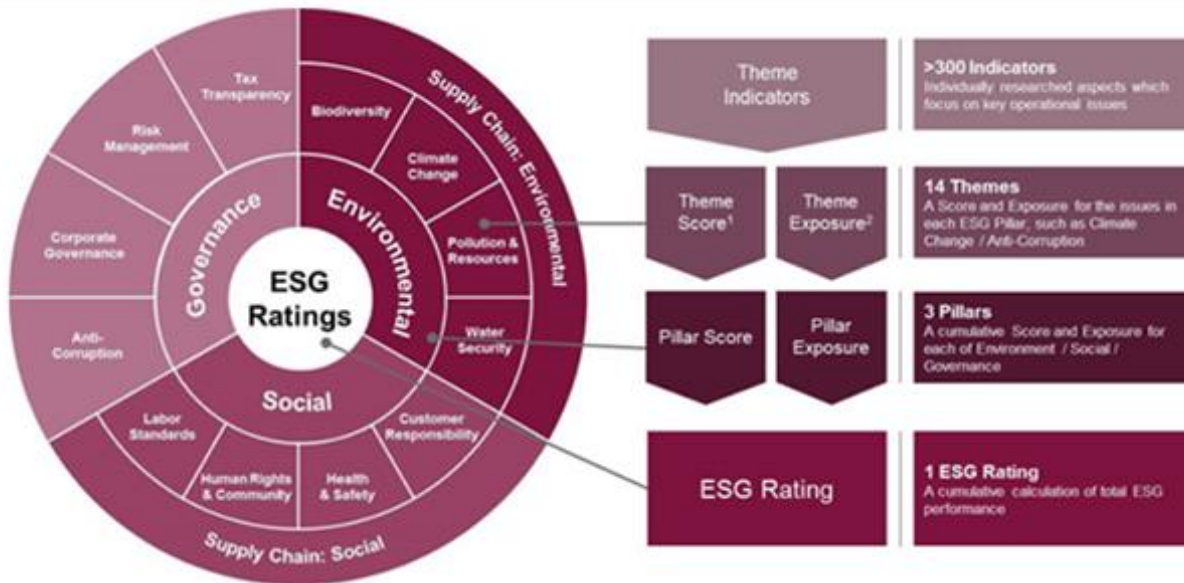 Tax
Transparency
Risk
Management
Corporate
Governance
Anti-
Corruption
Governance
Biodiversity
Climate
Change
Pollution &
Resources
Water
Security
Environmental
Supply Chain: Environmental
ESG
Ratings
Social
Labor
Standards
Human Rights
& Community
Health
& Safety
Customer
Responsibility
Supply Chain: Social
Theme
Indicators
>300 Indicators
Individually researched aspects which
focus on key operational issues
Theme
Score¹
Theme
Exposure²
14 Themes
A Score and Exposure for the issues in
each ESG Pillar, such as Climate
Change / Anti-Corruption
Pillar Score
Pillar
Exposure
3 Pillars
A cumulative Score and Exposure for
each of Environment / Social /
Governance
ESG Rating
1 ESG Rating
A cumulative calculation of total ESG
performance